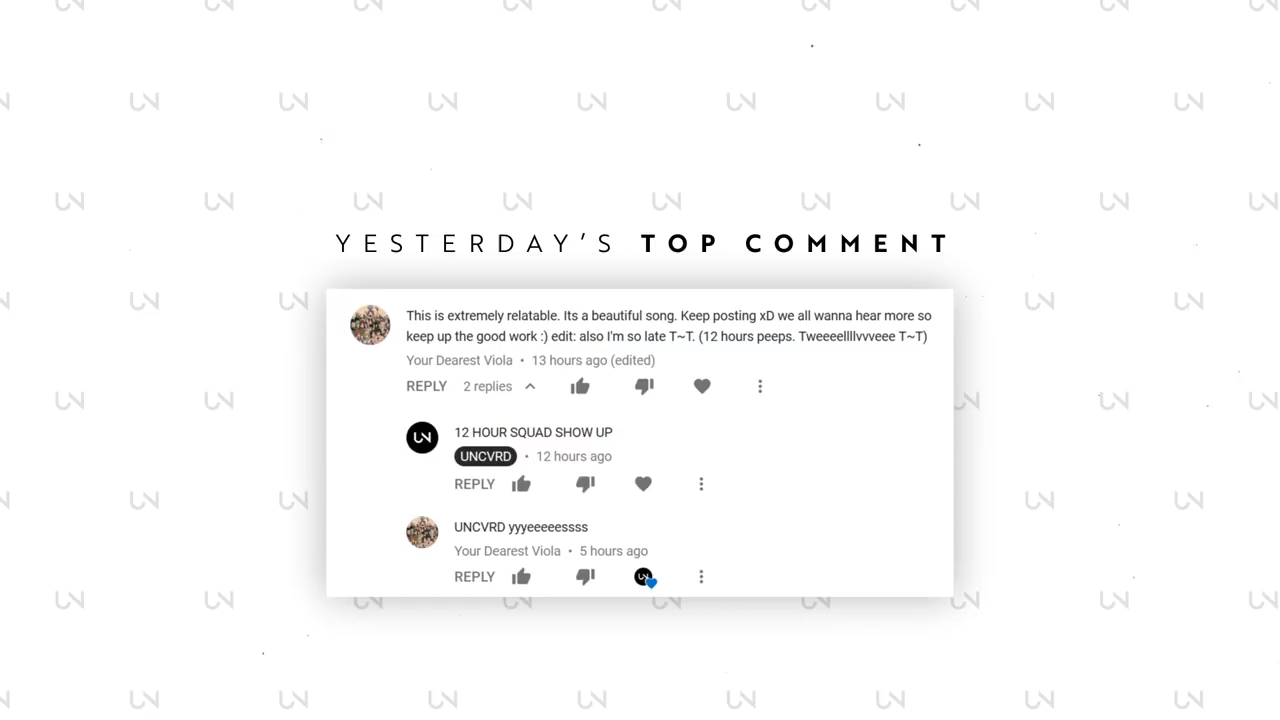 YESTERDAY'S TOP COMMENT
This is extremely relatable. Its a beautiful song. Keep posting xD we all wanna hear more so
keep up the good work :) edit: also I'm so late T~T. (12 hours peeps. Tweeeellllvvveee T~T)
Your Dearest Viola • 13 hours ago (edited)
REPLY 2 replies
12 HOUR SQUAD SHOW UP
UNCVRD • 12 hours ago
REPLY
UNCVRD yyyeeeeessss
Your Dearest Viola • 5 hours ago
REPLY